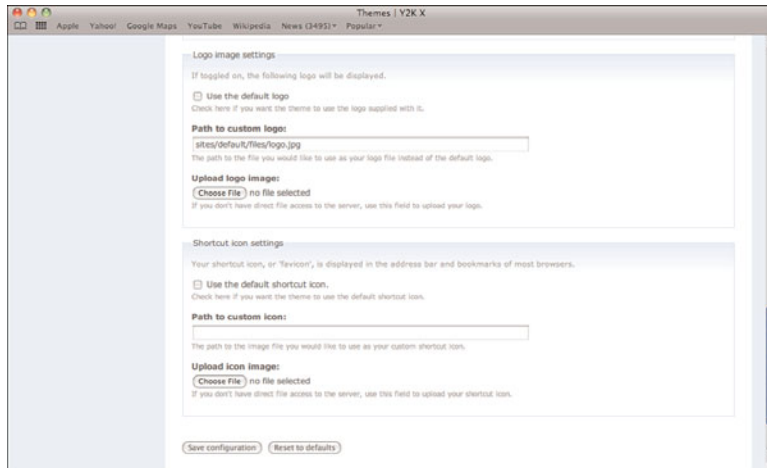 Themes | Y2K X
Apple Yahoo! Google Maps YouTube Wikipedia News (3495) Popular
Logo image settings
If toggled on, the following logo will be displayed.
Use the default logo
Check here if you want the theme to use the logo supplied with it.
Path to custom logo:
sites/default/files/logo.jpg
The path to the file you would like to use as your logo file instead of the default logo.
Upload logo image:
Choose File no file selected
If you don't have direct file access to the server, use this field to upload your logo.
Shortcut icon settings
Your shortcut icon, or 'favicon', is displayed in the address bar and bookmarks of most browsers.
Use the default shortcut icon.
Check here if you want the theme to use the default shortcut icon.
Path to custom icon:
The path to the image file you would like to use as your custom shortcut icon.
Upload icon image:
Choose File no file selected
If you don't have direct file access to the server, use this field to upload your shortcut icon.
Save configuration Reset to defaults